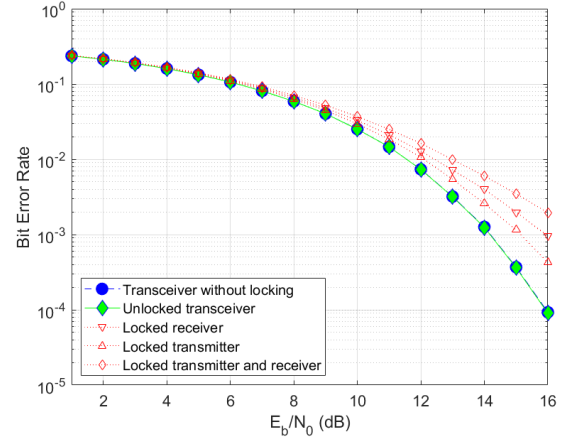 10^0
10^-1
10^-2
10^-3
10^-4
10^-5
Bit Error Rate
Transceiver without locking
Unlocked transceiver
Locked receiver
Locked transmitter
Locked transmitter and receiver
2 4 6 8 10 12 14 16
E_b/N_0 (dB)